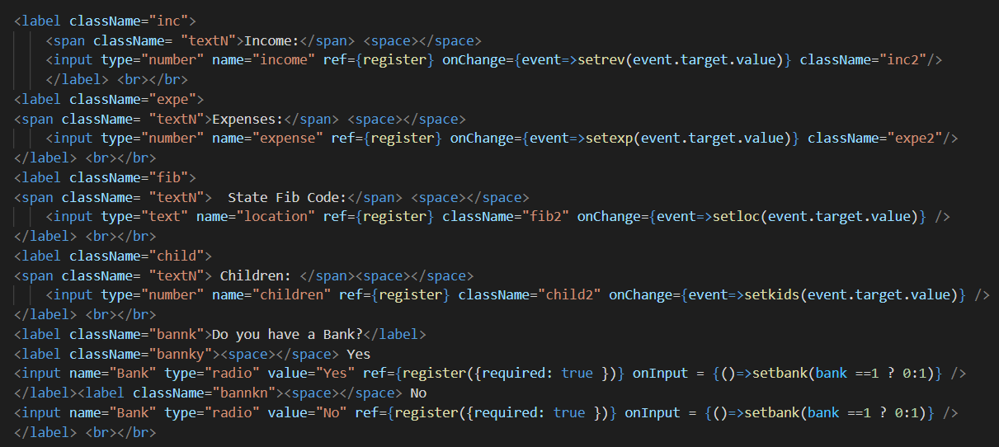 <label className="inc">
<span className= "textN">Income:</span> <space></space>
<input type="number" name="income" ref={register} onChange={event=>setrev(event.target.value)} className="inc2"/>
</label> <br></br>
<label className="expe">
<span className= "textN">Expenses:</span> <space></space>
<input type="number" name="expense" ref={register} onChange={event=>setexp(event.target.value)} className="expe2"/>
</label> <br></br>
<label className="fib">
<span className= "textN">  State Fib Code:</span> <space></space>
<input type="text" name="location" ref={register} className="fib2" onChange={event=>setloc(event.target.value)} />
</label> <br></br>
<label className="child">
<span className= "textN"> Children: </span><space></space>
<input type="number" name="children" ref={register} className="child2" onChange={event=>setkids(event.target.value)} />
</label> <br></br>
<label className="bannk">Do you have a Bank?</label>
<label className="bannky"><space></space> Yes
<input name="Bank" type="radio" value="Yes" ref={register({required: true })} onInput = {()=>setbank(bank ==1 ? 0:1)} />
</label><label className="bannkn"><space></space> No
<input name="Bank" type="radio" value="No" ref={register({required: true })} onInput = {()=>setbank(bank ==1 ? 0:1)} />
</label> <br></br>